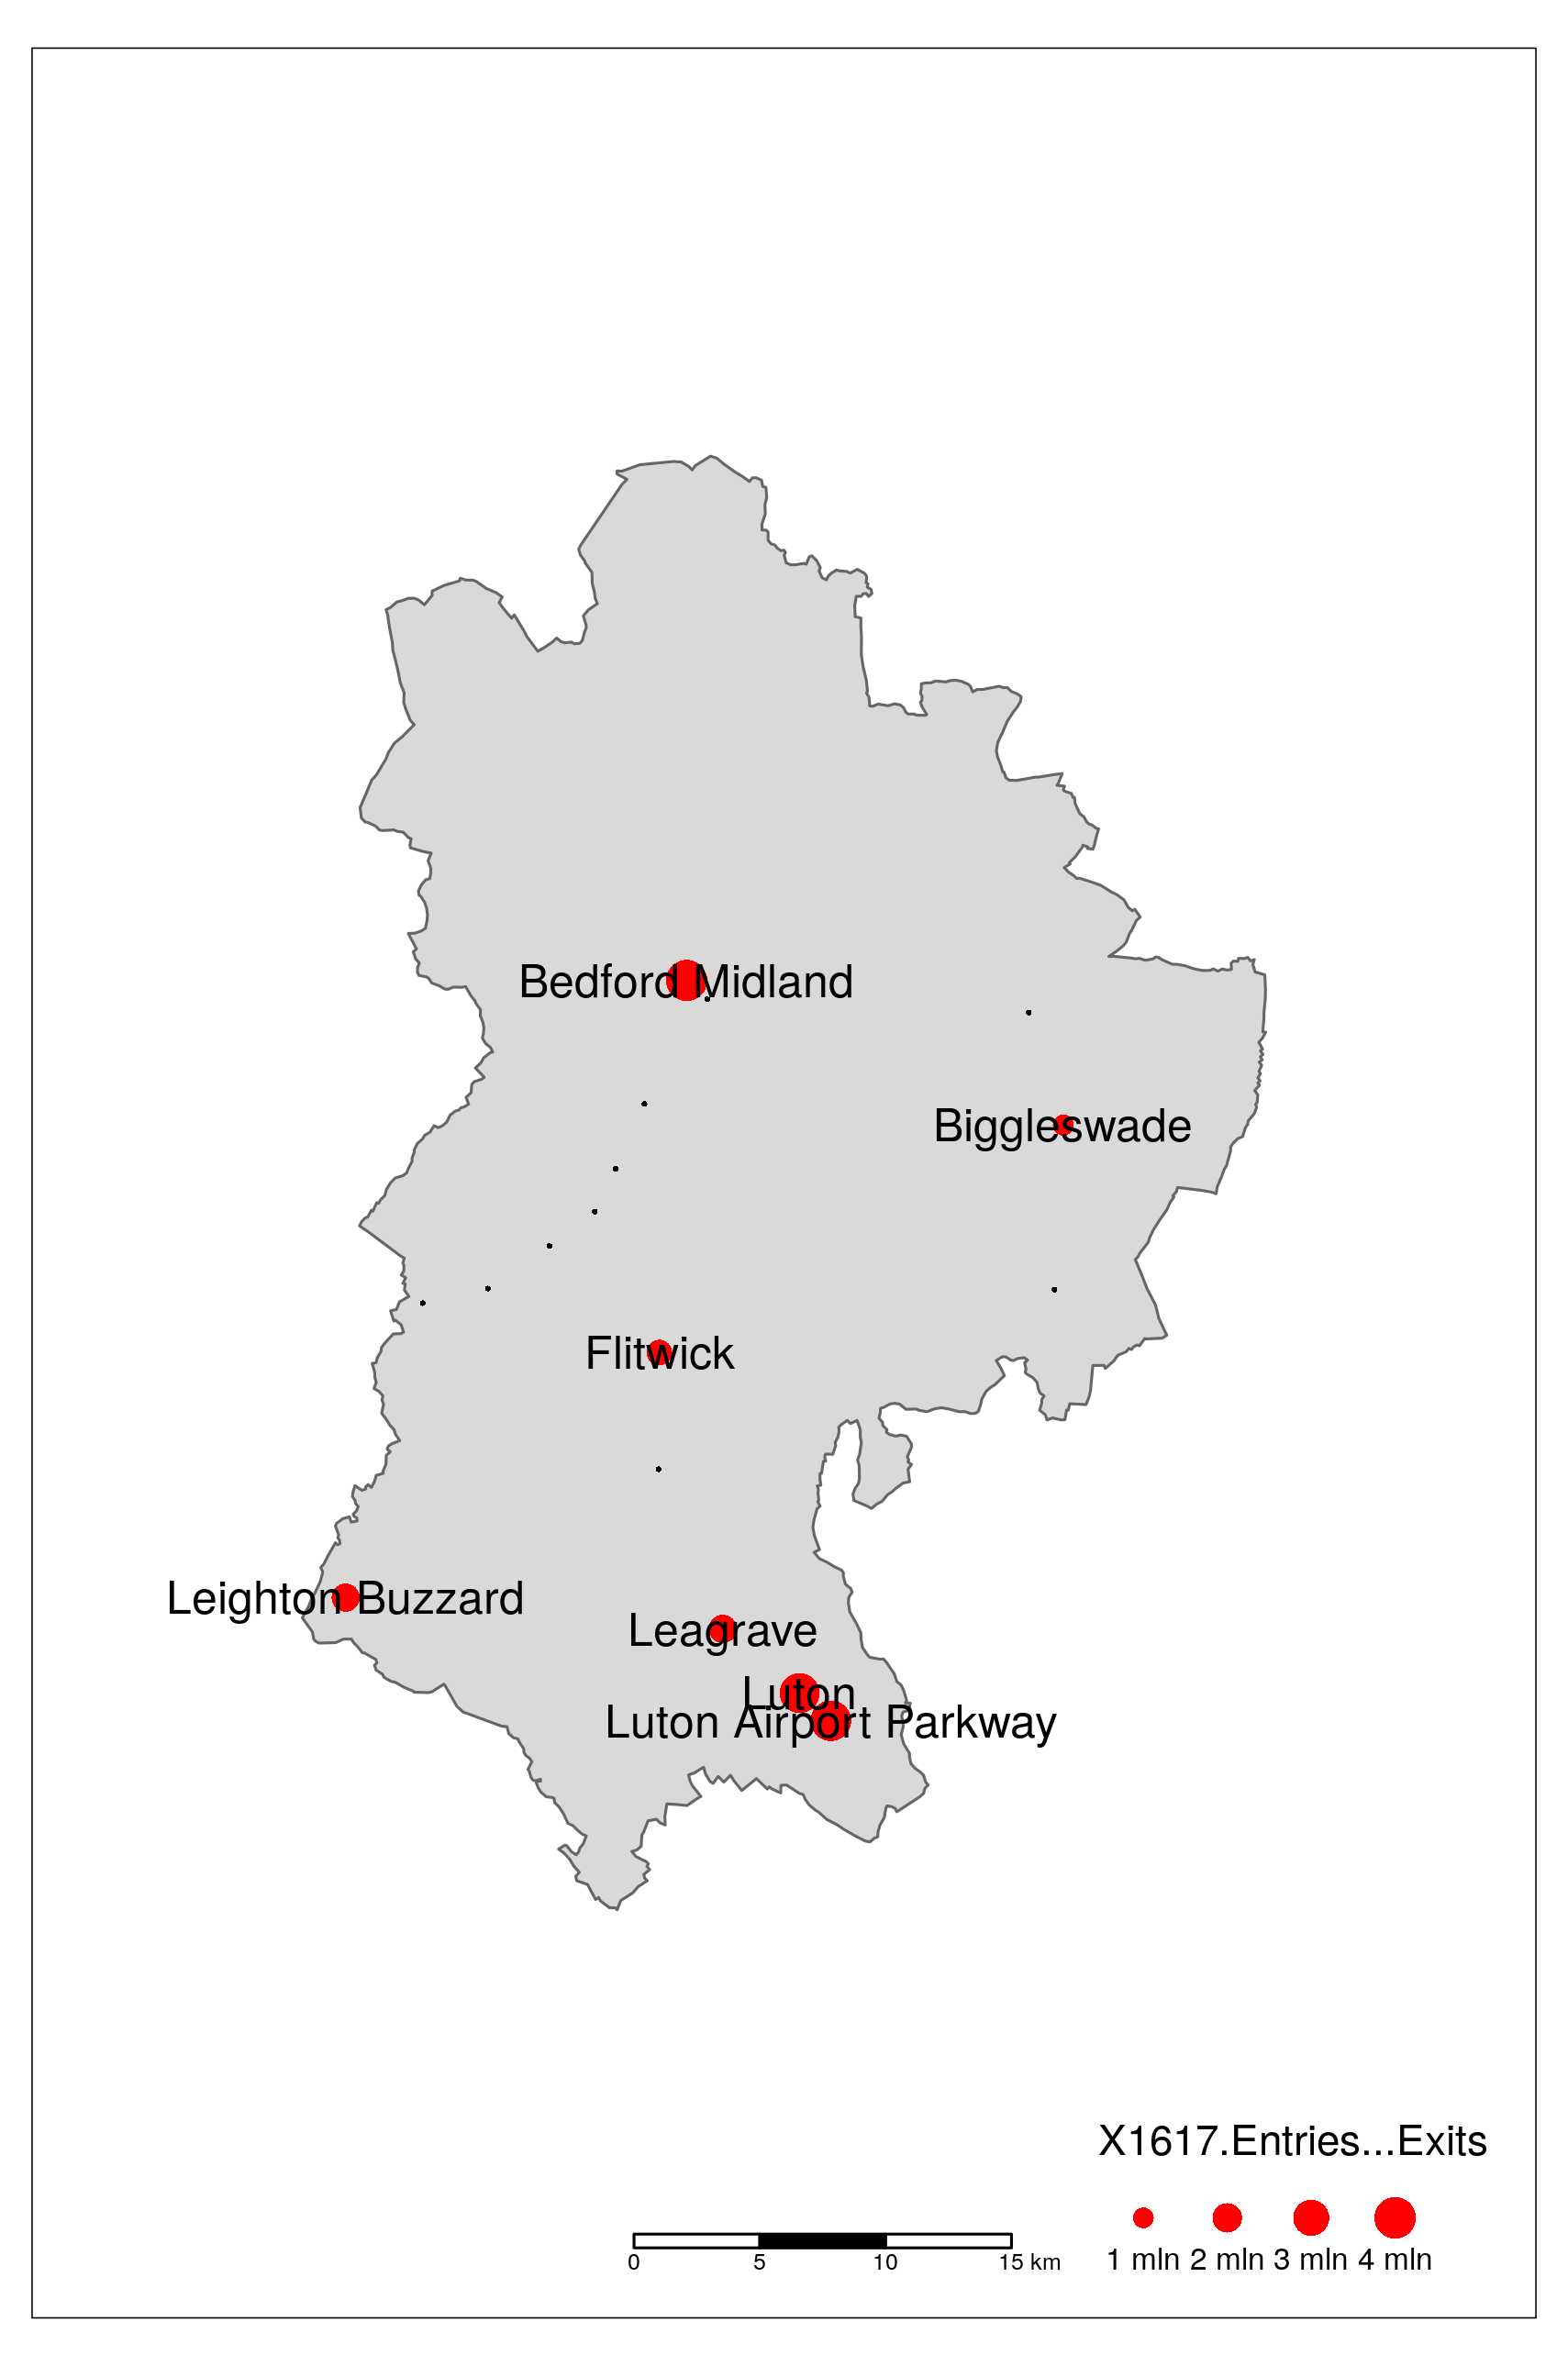 Bedford Midland
Biggleswade
Flitwick
Leighton Buzzard
Leagrave
Luton
Luton Airport Parkway
X1617.Entries...Exits
1 mln 2 mln 3 mln 4 mln
0 5 10 15 km